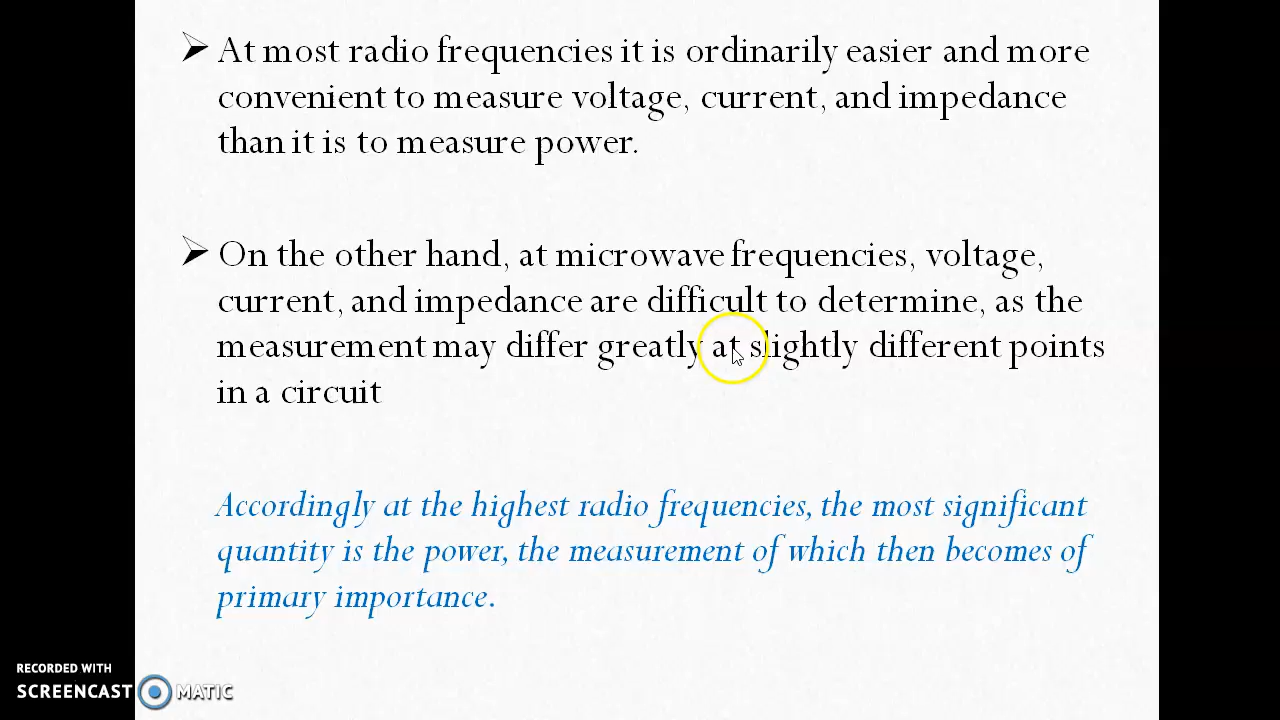 ➢ At most radio frequencies it is ordinarily easier and more
convenient to measure voltage, current, and impedance
than it is to measure power.
➢ On the other hand, at microwave frequencies, voltage,
current, and impedance are difficult to determine, as the
measurement may differ greatly at slightly different points
in a circuit
Accordingly at the highest radio frequencies, the most significant
quantity is the power, the measurement of which then becomes of
primary importance.
RECORDED WITH
SCREENCAST MATIC